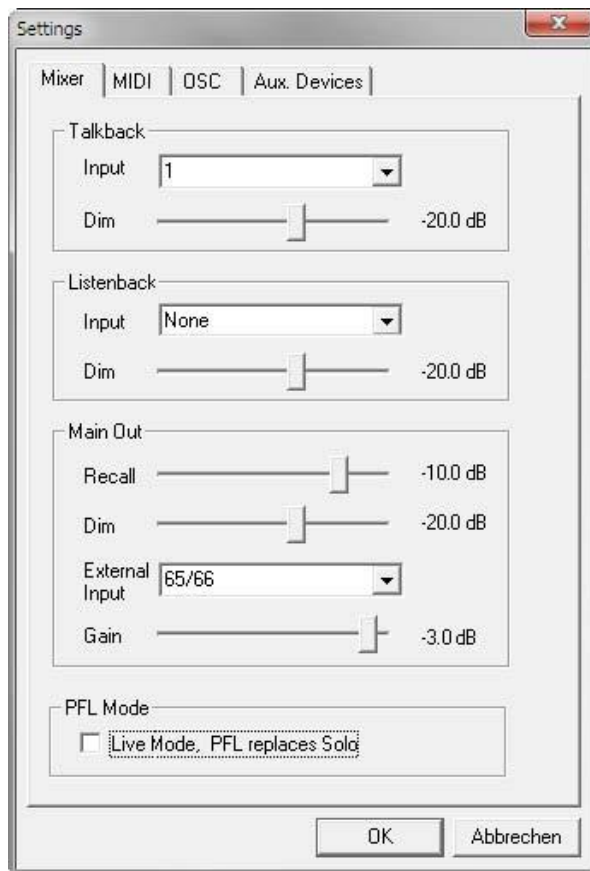 Settings
Mixer MIDI OSC Aux. Devices
Talkback
Input 1
Dim -20.0 dB
Listenback
Input None
Dim -20.0 dB
Main Out
Recall -10.0 dB
Dim -20.0 dB
External
Input 65/66
Gain -3.0 dB
PFL Mode
Live Mode, PFL replaces Solo
OK Abbrechen